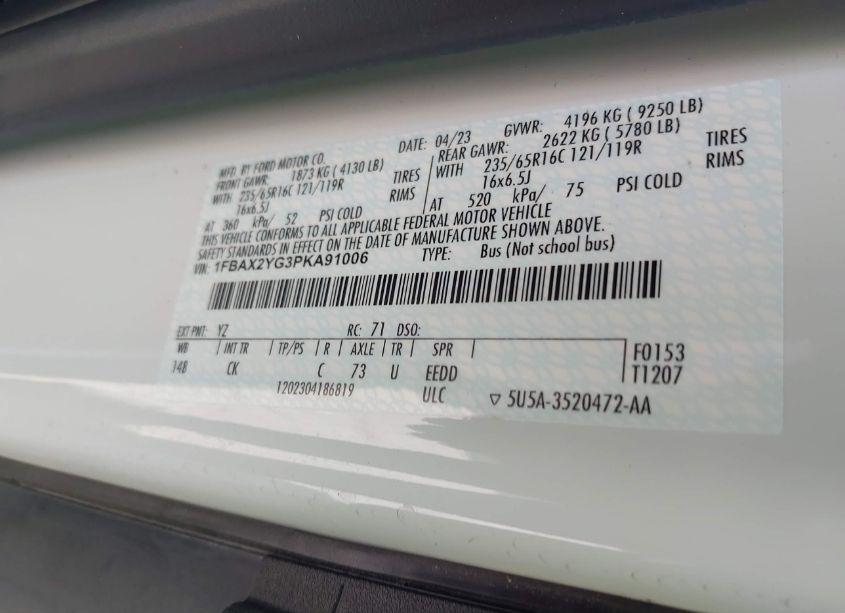 MFD. BY FORD MOTOR CO. DATE: 04/23 GVWR: 4196 KG ( 9250 LB)
FRONT GAWR: 1873 KG ( 4130 LB) REAR GAWR: 2622 KG ( 5780 LB)
WITH 235/65R16C 121/119R TIRES WITH 235/65R16C 121/119R TIRES
16x6.5J RIMS 16x6.5J RIMS
AT 360 kPa/ 52 PSI COLD AT 520 kPa/ 75 PSI COLD
THIS VEHICLE CONFORMS TO ALL APPLICABLE FEDERAL MOTOR VEHICLE
SAFETY STANDARDS IN EFFECT ON THE DATE OF MANUFACTURE SHOWN ABOVE.
VIN: 1FBAX2YG3PKA91006 TYPE: Bus (Not school bus)
EXT PNT: YZ RC: 71 DSO:
WB INT TR TP/PS R AXLE TR SPR F0153
148 CK C 73 U EEDD T1207
1202304186819 ULC ▽ 5U5A-3520472-AA